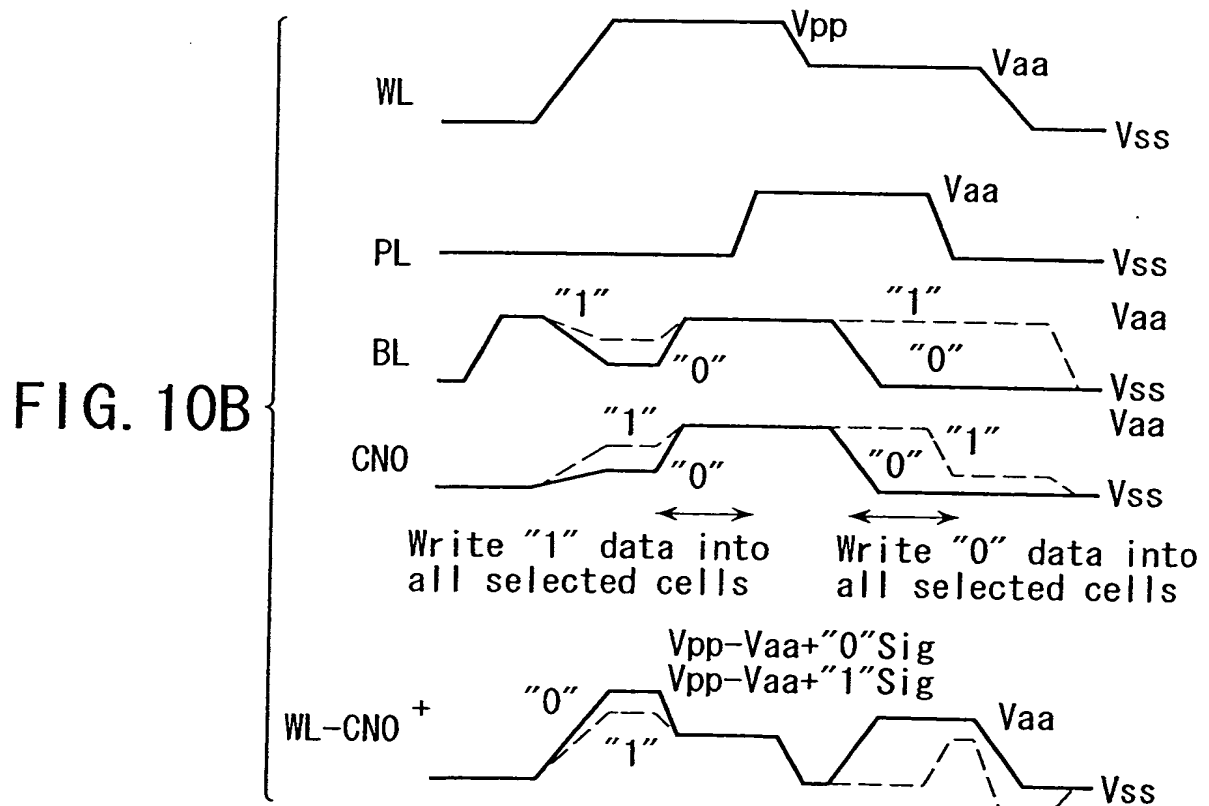 Vpp
Vaa
WL
Vss
Vaa
PL
Vss
"1"
"1"
Vaa
BL
"0"
"0"
Vss
FIG. 10B
"1"
Vaa
"1"
CNO
"0"
"0"
Vss
Write "1" data into
all selected cells
Write "0" data into
all selected cells
Vpp-Vaa+"0"Sig
Vpp-Vaa+"1"Sig
"0"
Vaa
WL-CNO +
"1"
Vss